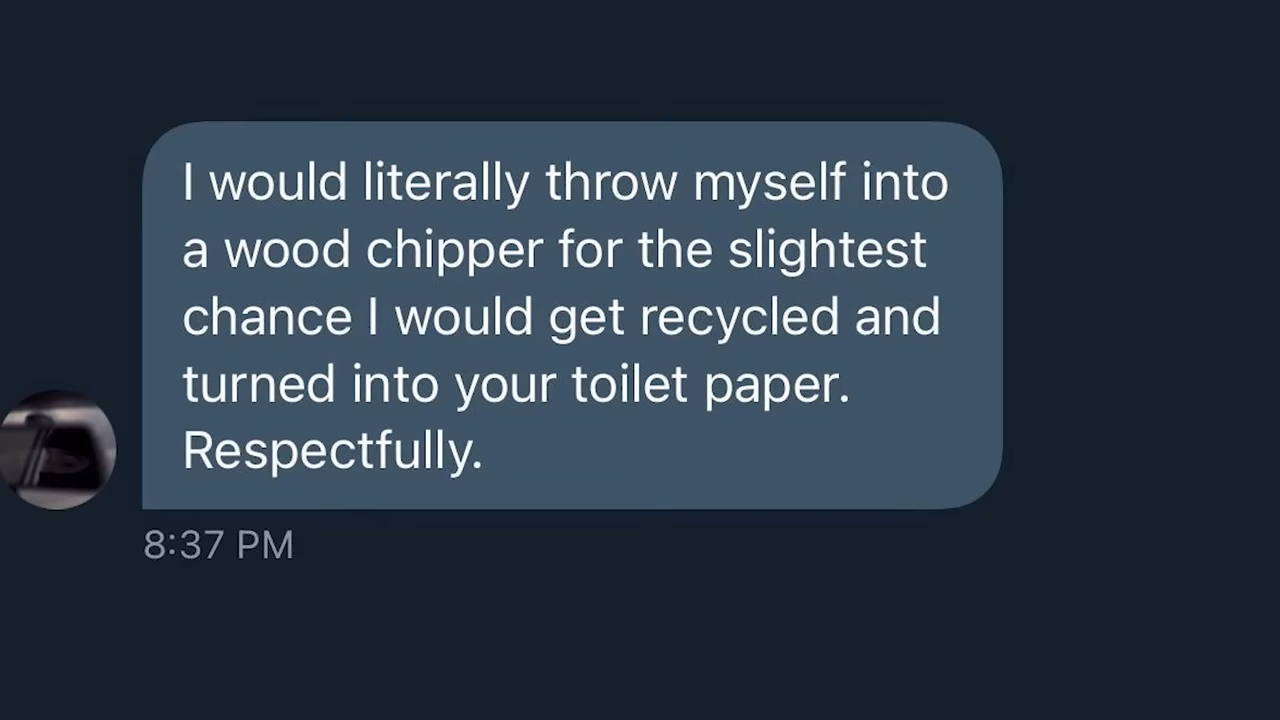 I would literally throw myself into
a wood chipper for the slightest
chance I would get recycled and
turned into your toilet paper.
Respectfully.
8:37 PM